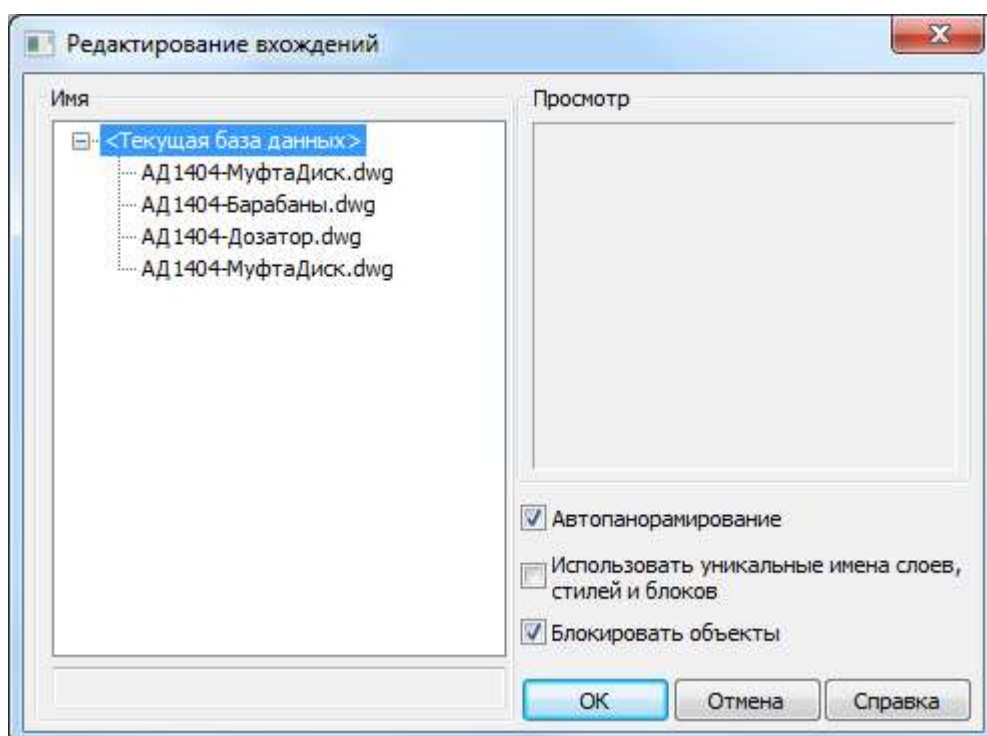 Редактирование вхождений
Имя
<Текущая база данных>
АД1404-МуфтаДиск.dwg
АД1404-Барабаны.dwg
АД1404-Дозатор.dwg
АД1404-МуфтаДиск.dwg
Просмотр
Автопанорамирование
Использовать уникальные имена слоев,
стилей и блоков
Блокировать объекты
ОК
Отмена
Справка